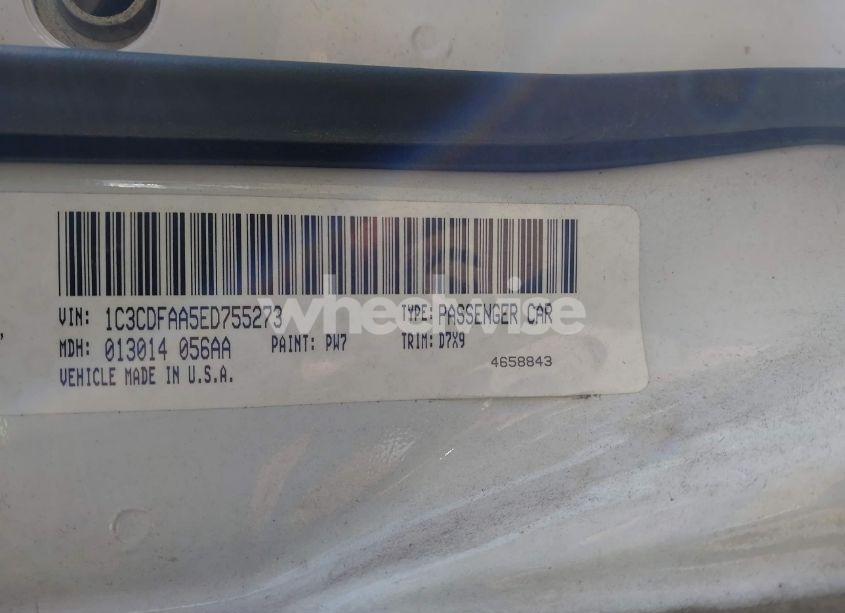 VIN: 1C3CDFAA5ED755273 TYPE: PASSENGER CAR
MDH: 013014 056AA PAINT: PW7 TRIM: D7X9
VEHICLE MADE IN U.S.A. 4658843
wheelwise